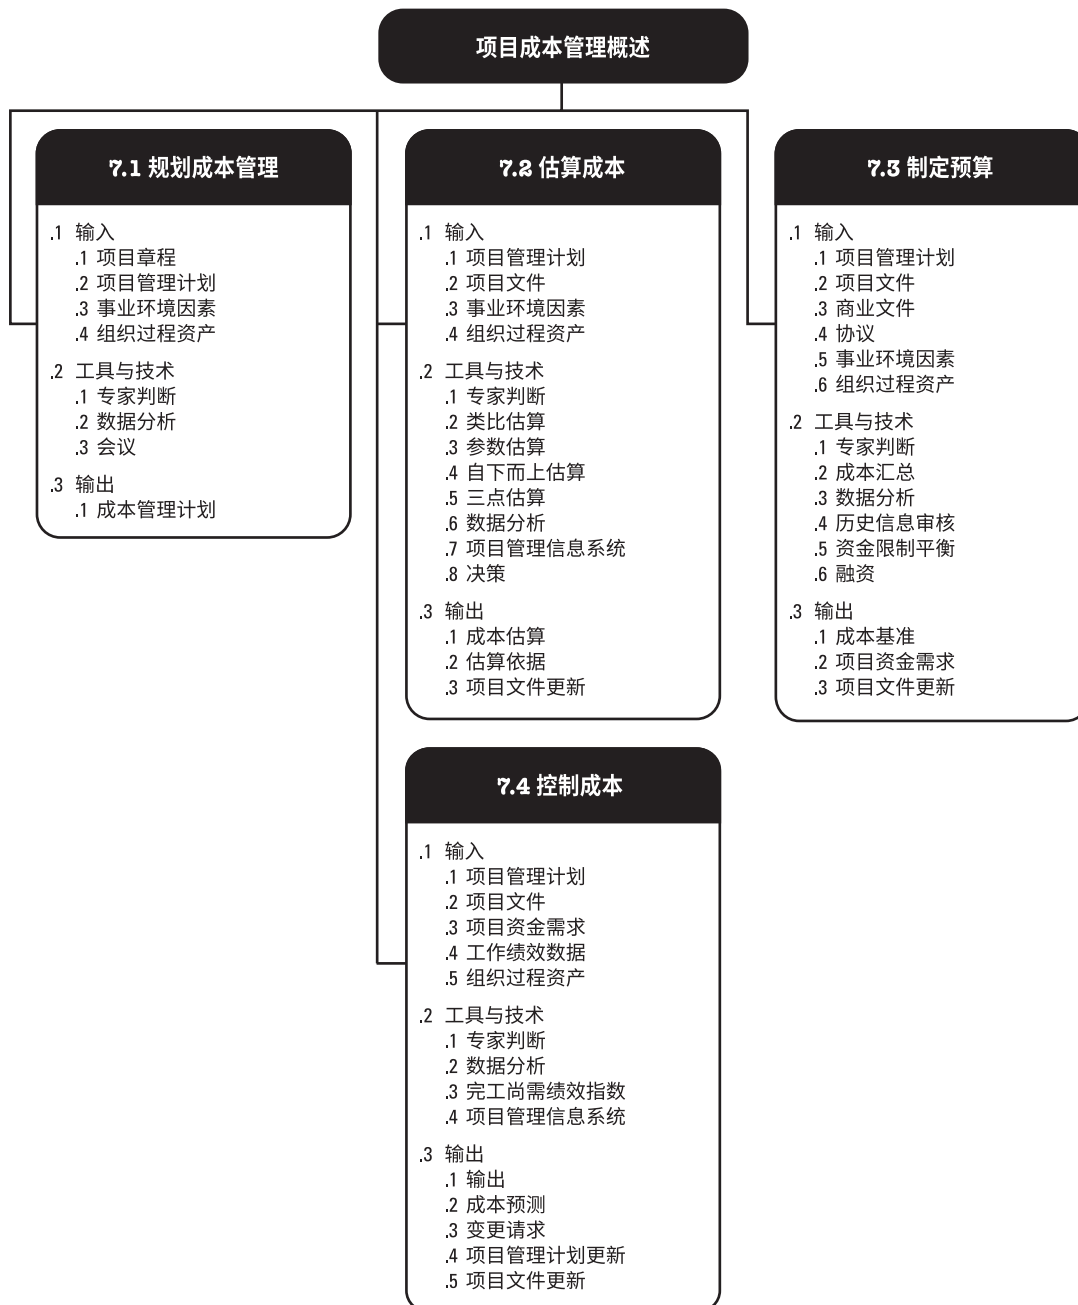 项目成本管理概述
7.1 规划成本管理
.1 输入
.1 项目章程
.2 项目管理计划
.3 事业环境因素
.4 组织过程资产
.2 工具与技术
.1 专家判断
.2 数据分析
.3 会议
.3 输出
.1 成本管理计划
7.2 估算成本
.1 输入
.1 项目管理计划
.2 项目文件
.3 事业环境因素
.4 组织过程资产
.2 工具与技术
.1 专家判断
.2 类比估算
.3 参数估算
.4 自下而上估算
.5 三点估算
.6 数据分析
.7 项目管理信息系统
.8 决策
.3 输出
.1 成本估算
.2 估算依据
.3 项目文件更新
7.3 制定预算
.1 输入
.1 项目管理计划
.2 项目文件
.3 商业文件
.4 协议
.5 事业环境因素
.6 组织过程资产
.2 工具与技术
.1 专家判断
.2 成本汇总
.3 数据分析
.4 历史信息审核
.5 资金限制平衡
.6 融资
.3 输出
.1 成本基准
.2 项目资金需求
.3 项目文件更新
7.4 控制成本
.1 输入
.1 项目管理计划
.2 项目文件
.3 项目资金需求
.4 工作绩效数据
.5 组织过程资产
.2 工具与技术
.1 专家判断
.2 数据分析
.3 完工尚需绩效指数
.4 项目管理信息系统
.3 输出
.1 输出
.2 成本预测
.3 变更请求
.4 项目管理计划更新
.5 项目文件更新